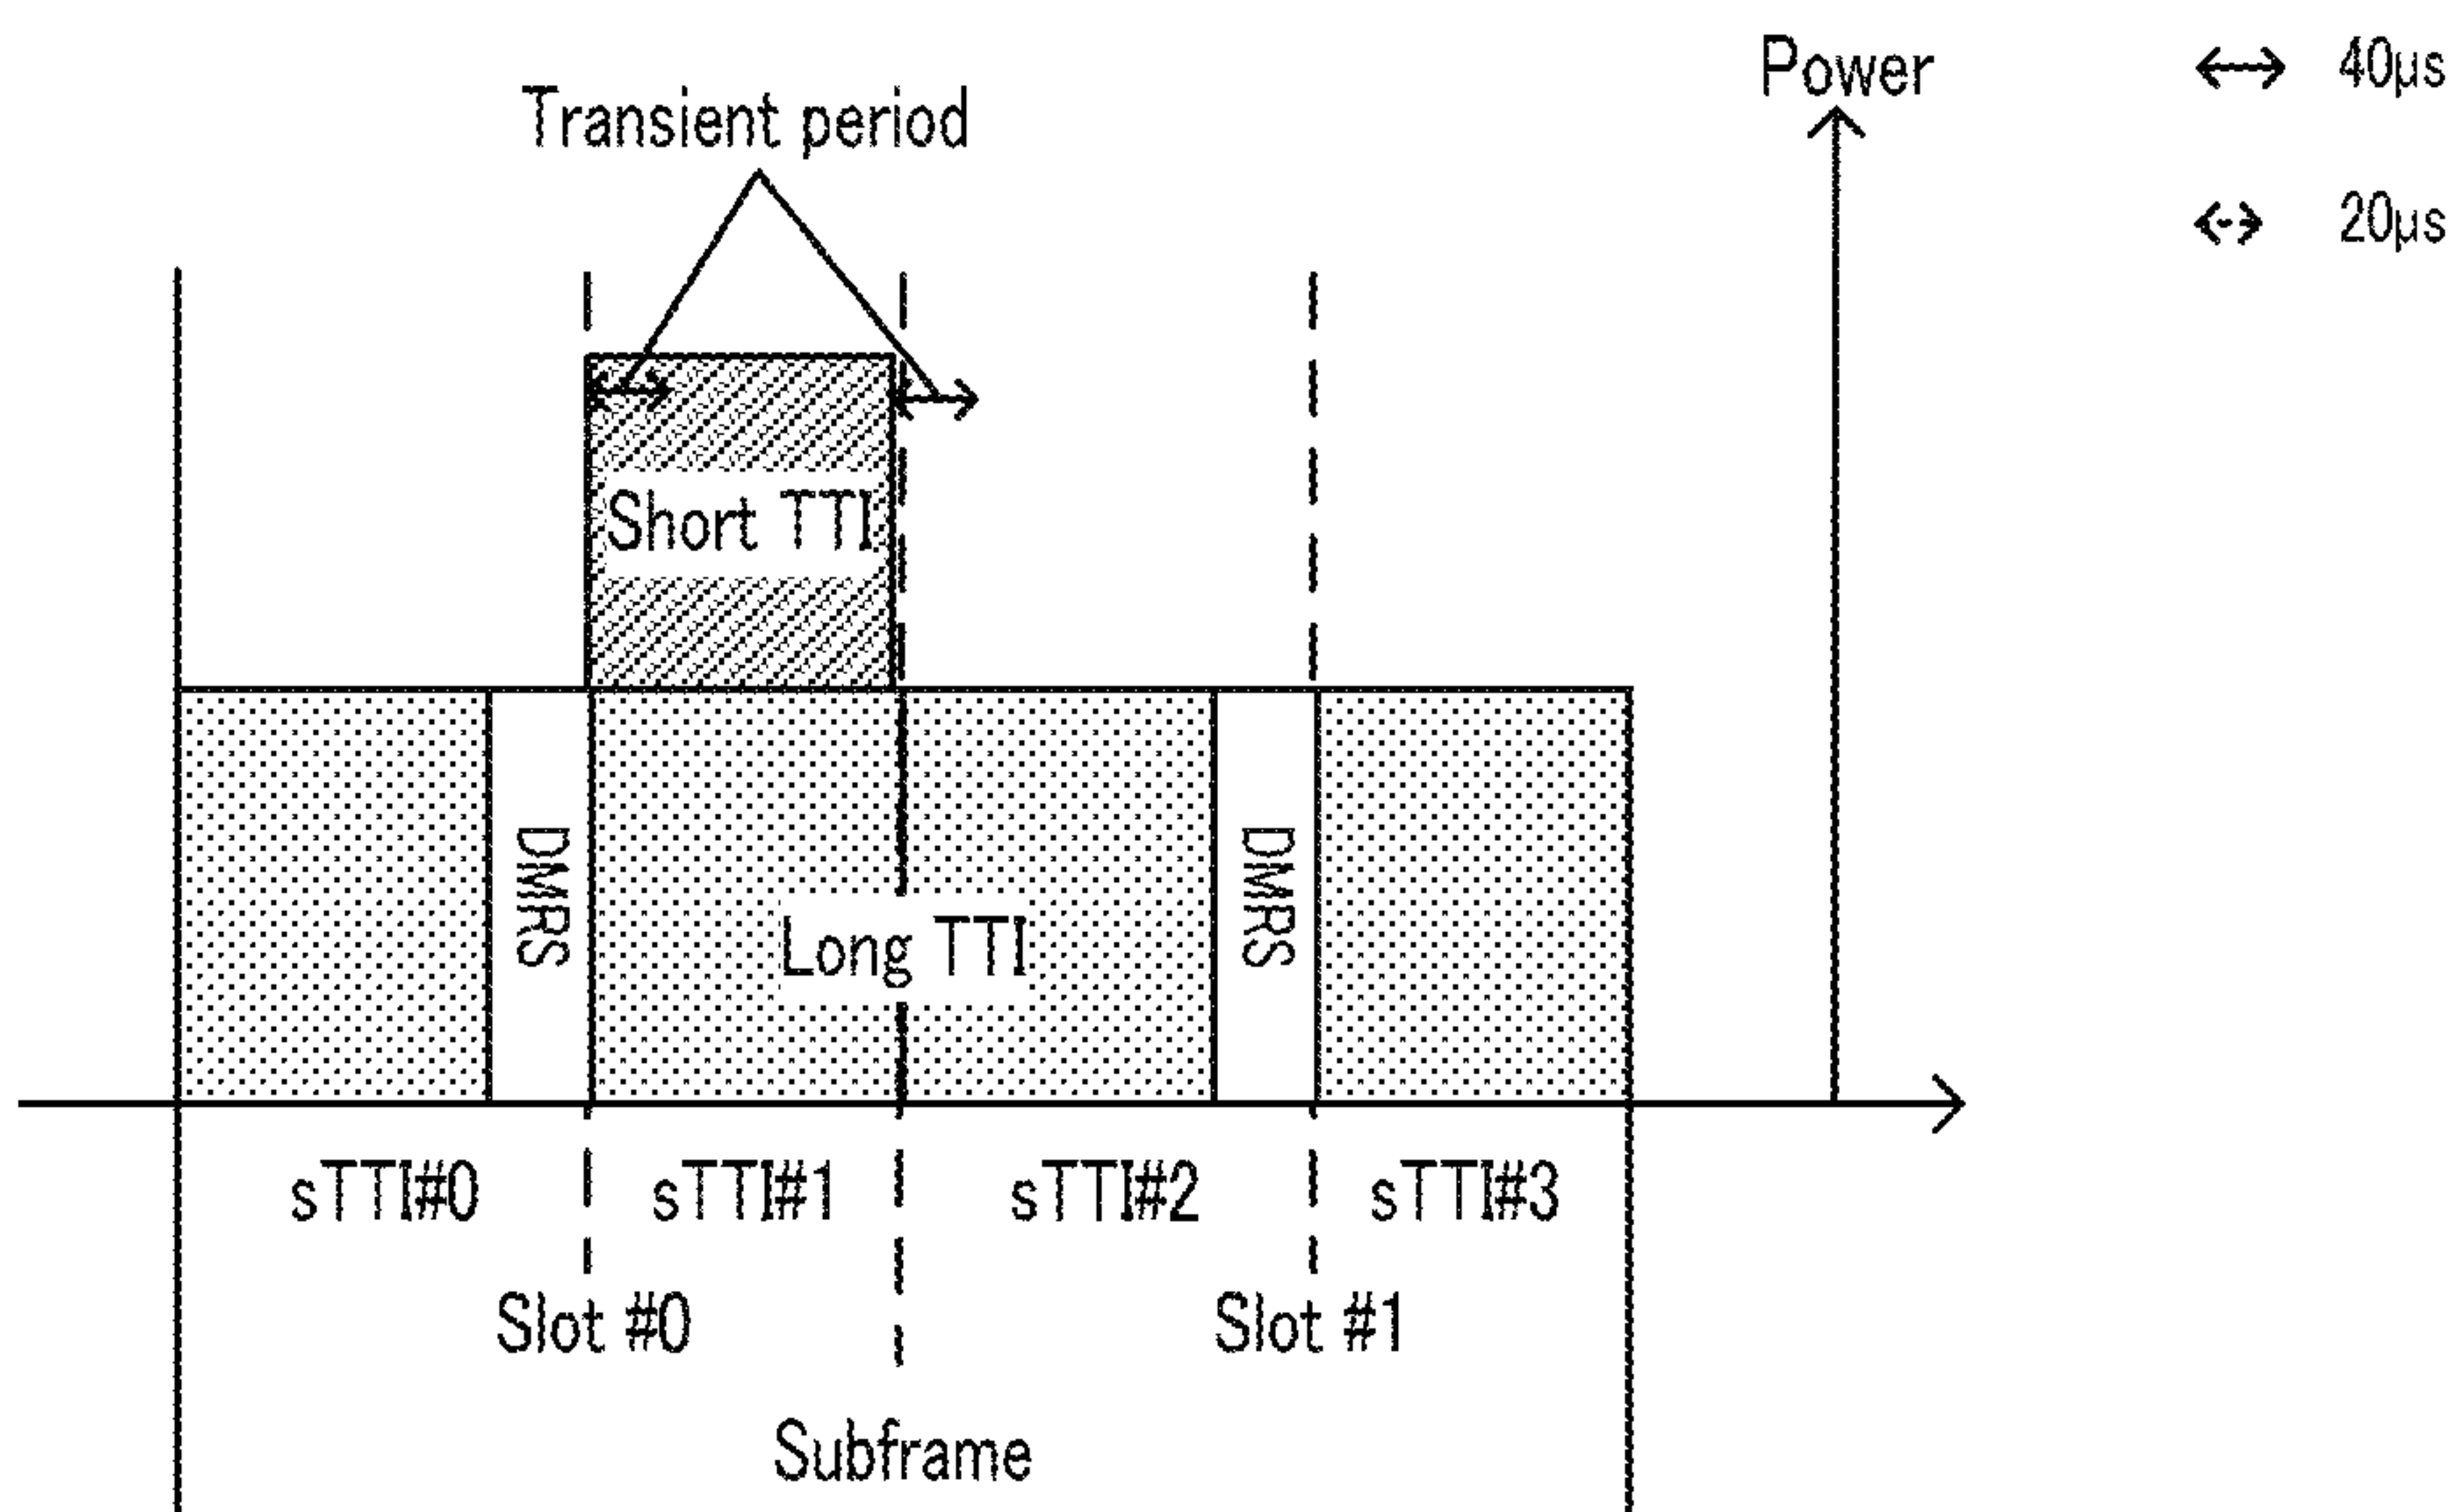 Power
40µs
Transient period
20µs
Short TTI
DMRS
DMRS
Long TTI
sTTI#0
sTTI#1
sTTI#2
sTTI#3
Slot #0
Slot #1
Subframe